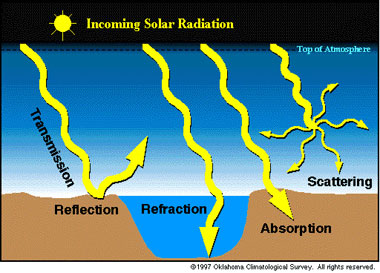 Incoming Solar Radiation
Top of Atmosphere
Transmission
Scattering
Reflection
Refraction
Absorption
©1997 Oklahoma Climatological Survey. All rights reserved.